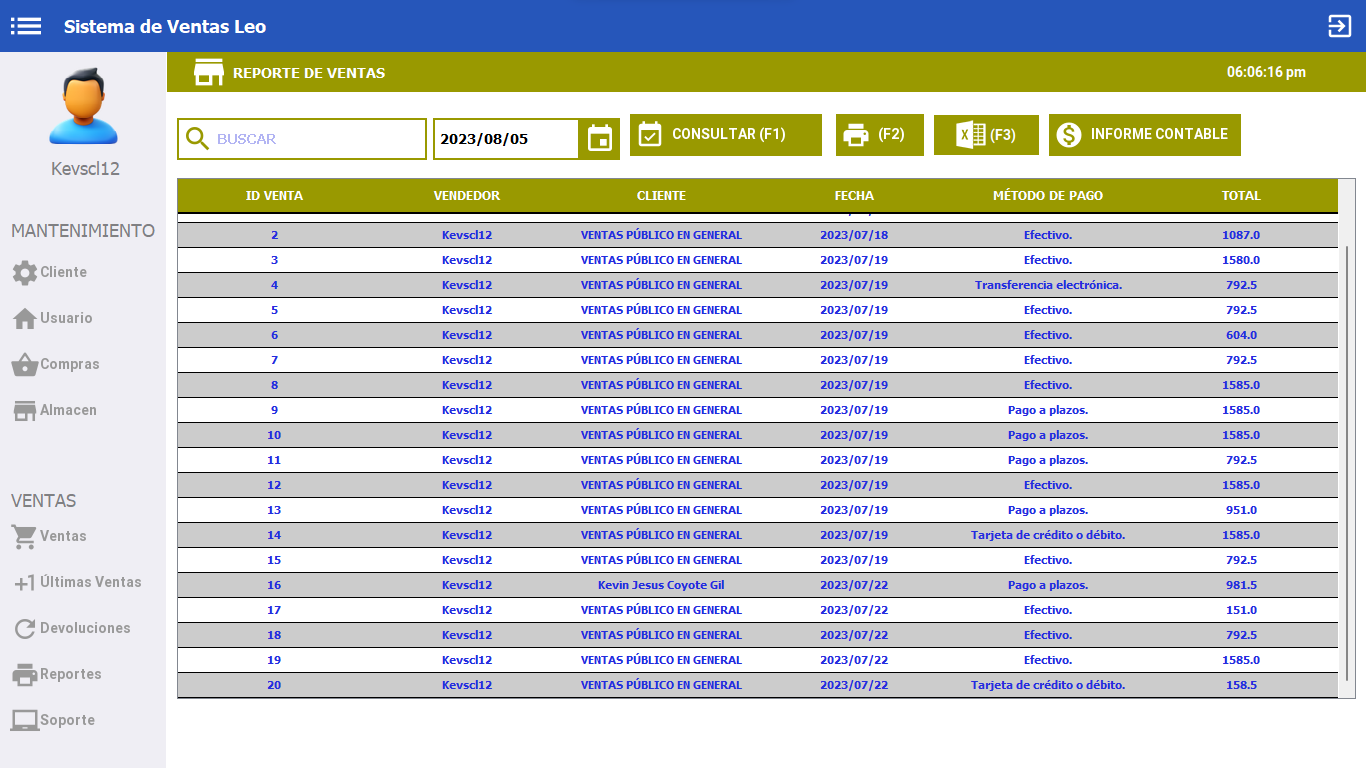 Sistema de Ventas Leo
REPORTE DE VENTAS 06:06:16 pm
Kevscl12
MANTENIMIENTO
Cliente
Usuario
Compras
Almacen
VENTAS
Ventas
+1 Últimas Ventas
Devoluciones
Reportes
Soporte
BUSCAR 2023/08/05 CONSULTAR (F1) (F2) X (F3) $ INFORME CONTABLE
ID VENTA VENDEDOR CLIENTE FECHA MÉTODO DE PAGO TOTAL
2 Kevscl12 VENTAS PÚBLICO EN GENERAL 2023/07/18 Efectivo. 1087.0
3 Kevscl12 VENTAS PÚBLICO EN GENERAL 2023/07/19 Efectivo. 1580.0
4 Kevscl12 VENTAS PÚBLICO EN GENERAL 2023/07/19 Transferencia electrónica. 792.5
5 Kevscl12 VENTAS PÚBLICO EN GENERAL 2023/07/19 Efectivo. 792.5
6 Kevscl12 VENTAS PÚBLICO EN GENERAL 2023/07/19 Efectivo. 604.0
7 Kevscl12 VENTAS PÚBLICO EN GENERAL 2023/07/19 Efectivo. 792.5
8 Kevscl12 VENTAS PÚBLICO EN GENERAL 2023/07/19 Efectivo. 1585.0
9 Kevscl12 VENTAS PÚBLICO EN GENERAL 2023/07/19 Pago a plazos. 1585.0
10 Kevscl12 VENTAS PÚBLICO EN GENERAL 2023/07/19 Pago a plazos. 1585.0
11 Kevscl12 VENTAS PÚBLICO EN GENERAL 2023/07/19 Pago a plazos. 792.5
12 Kevscl12 VENTAS PÚBLICO EN GENERAL 2023/07/19 Efectivo. 1585.0
13 Kevscl12 VENTAS PÚBLICO EN GENERAL 2023/07/19 Pago a plazos. 951.0
14 Kevscl12 VENTAS PÚBLICO EN GENERAL 2023/07/19 Tarjeta de crédito o débito. 1585.0
15 Kevscl12 VENTAS PÚBLICO EN GENERAL 2023/07/19 Efectivo. 792.5
16 Kevscl12 Kevin Jesus Coyote Gil 2023/07/22 Pago a plazos. 981.5
17 Kevscl12 VENTAS PÚBLICO EN GENERAL 2023/07/22 Efectivo. 151.0
18 Kevscl12 VENTAS PÚBLICO EN GENERAL 2023/07/22 Efectivo. 792.5
19 Kevscl12 VENTAS PÚBLICO EN GENERAL 2023/07/22 Efectivo. 1585.0
20 Kevscl12 VENTAS PÚBLICO EN GENERAL 2023/07/22 Tarjeta de crédito o débito. 158.5